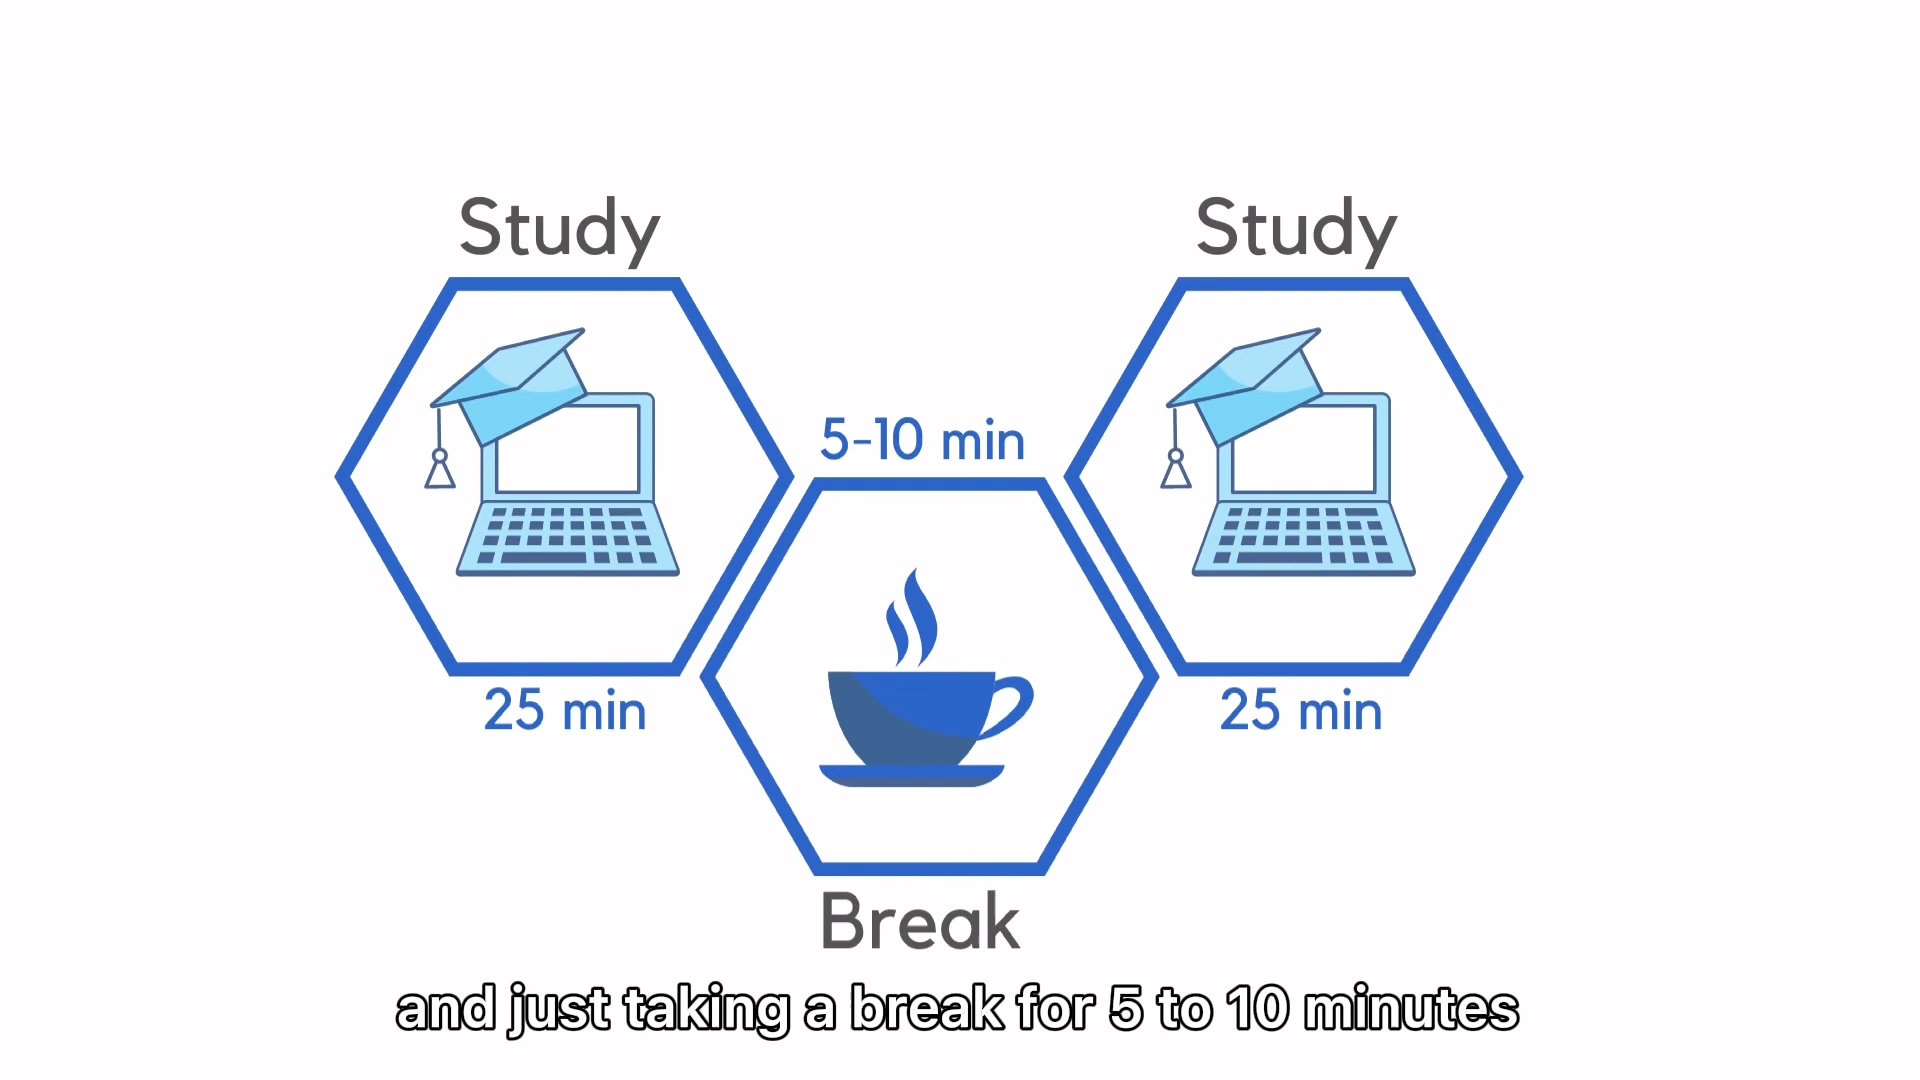 Study
Study
5-10 min
25 min
25 min
Break
and just taking a break for 5 to 10 minutes